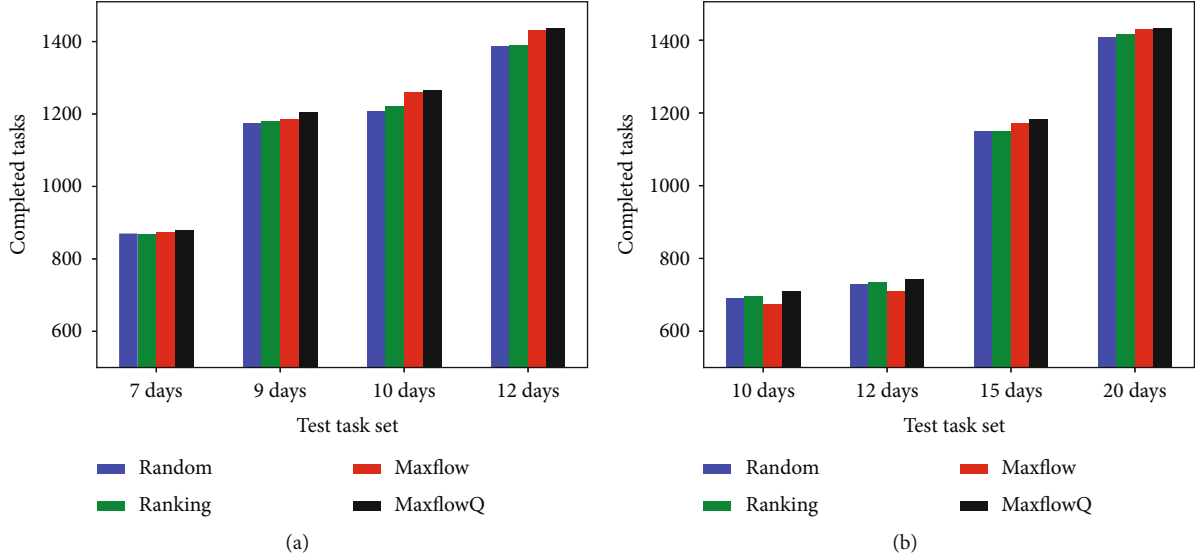 1400
1200
1000
800
600
Completed tasks
7 days
9 days
10 days
12 days
Test task set
Random
Maxflow
Ranking
MaxflowQ
(a)
1400
1200
1000
800
600
Completed tasks
10 days
12 days
15 days
20 days
Test task set
Random
Maxflow
Ranking
MaxflowQ
(b)